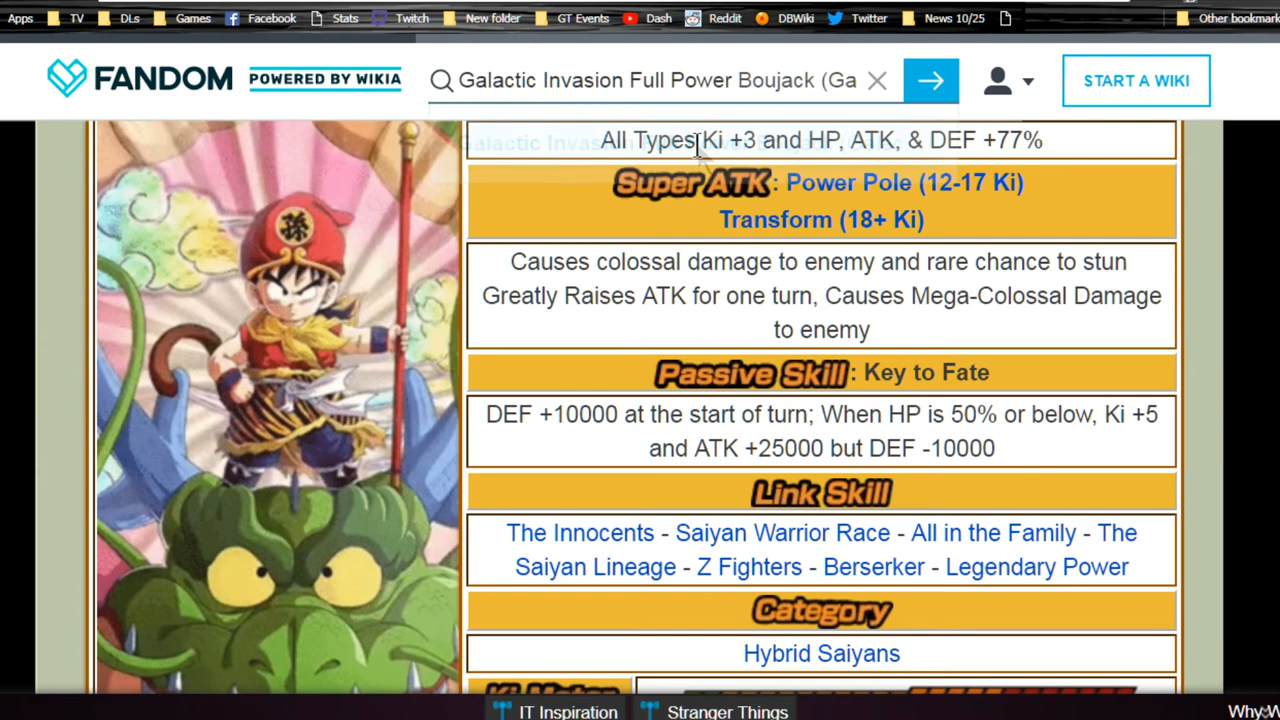 Apps TV DLs Games Facebook Stats Twitch New folder GT Events Dash Reddit DBWiki Twitter News 10/25 Other bookmark
FANDOM POWERED BY WIKIA Galactic Invasion Full Power Boujack (Ga START A WIKI
All Types Ki +3 and HP, ATK, & DEF +77%
Super ATK : Power Pole (12-17 Ki)
Transform (18+ Ki)
Causes colossal damage to enemy and rare chance to stun
Greatly Raises ATK for one turn, Causes Mega-Colossal Damage
to enemy
Passive Skill : Key to Fate
DEF +10000 at the start of turn; When HP is 50% or below, Ki +5
and ATK +25000 but DEF -10000
Link Skill
The Innocents - Saiyan Warrior Race - All in the Family - The
Saiyan Lineage - Z Fighters - Berserker - Legendary Power
Category
Hybrid Saiyans
Ki Meter
IT Inspiration Stranger Things
孫